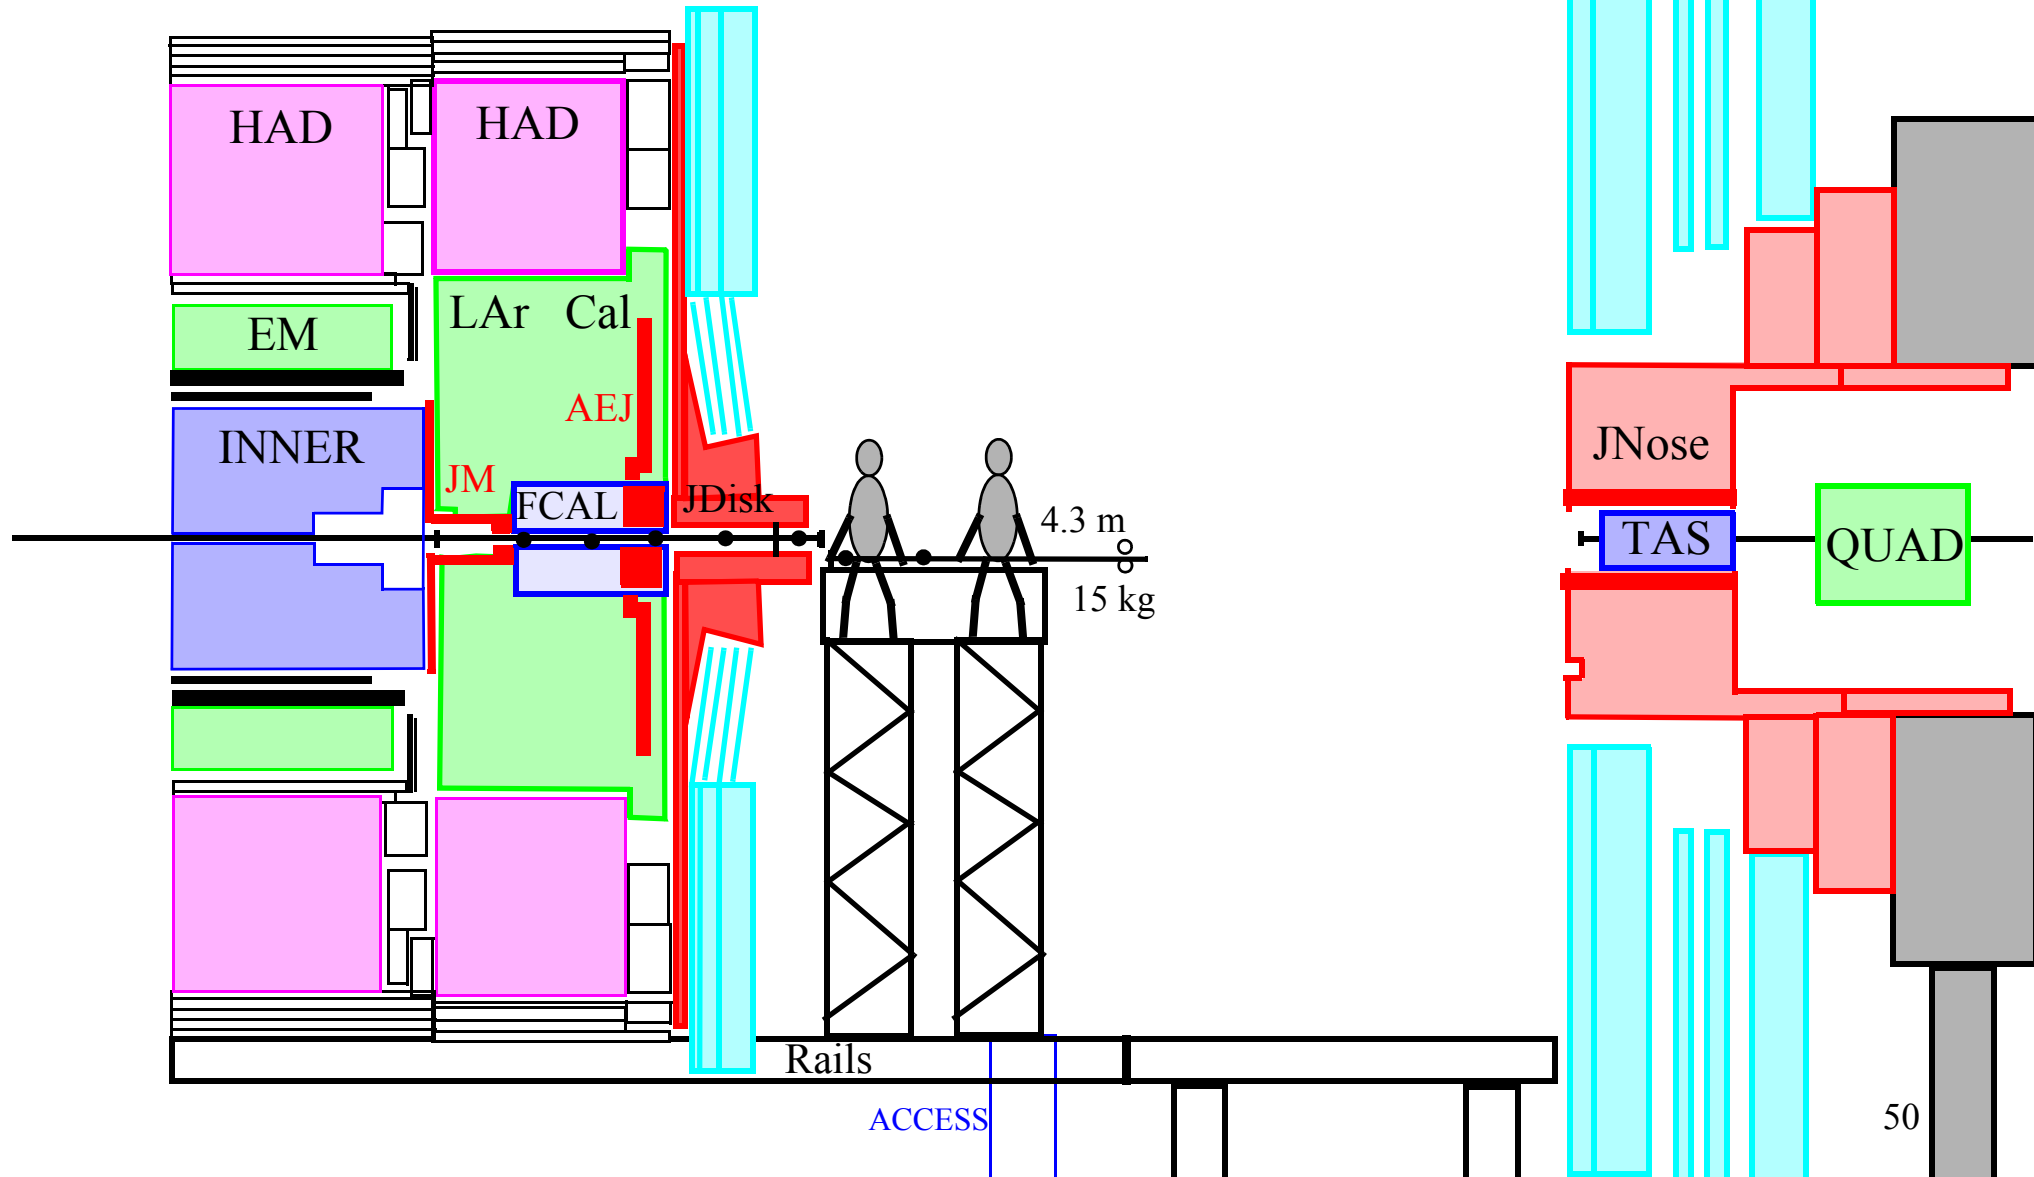 HAD HAD
LAr Cal
EM
AEJ
INNER
JM
FCAL
JDisk
4.3 m
15 kg
JNose
TAS
QUAD
Rails
ACCESS
50